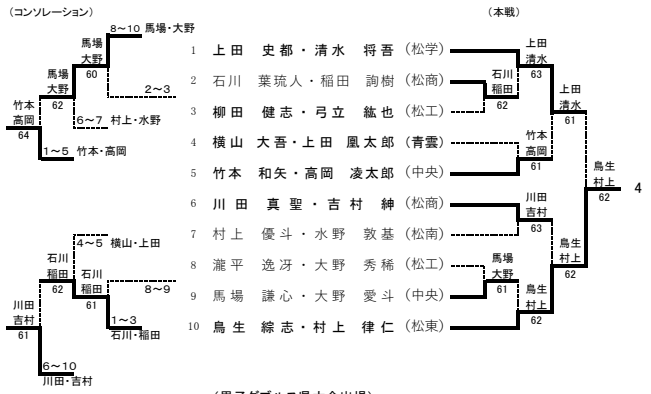 (コンソレーション)
(本戦)
8～10 馬場・大野
馬場
大野
60
2～3
馬場
大野
62
6～7 村上・水野
竹本
高岡
64
1～5 竹本・高岡
4～5 横山・上田
石川
稲田
62
石川
稲田
61
8～9
1～3
石川・稲田
川田
吉村
61
6～10
川田・吉村
1 上田 史都・清水 将吾 (松学)
2 石川 葉琉人・稲田 詢樹 (松商)
3 柳田 健志・弓立 紘也 (松工)
4 横山 大吾・上田 凰太郎 (青雲)
5 竹本 和矢・高岡 凌太郎 (中央)
6 川田 真聖・吉村 紳 (松商)
7 村上 優斗・水野 敦基 (松南)
8 瀧平 逸冴・大野 秀稀 (松工)
9 馬場 謙心・大野 愛斗 (中央)
10 鳥生 綜志・村上 律仁 (松東)
石川
稲田
62
上田
清水
63
竹本
高岡
61
上田
清水
61
川田
吉村
63
馬場
大野
61
鳥生
村上
62
鳥生
村上
62
鳥生
村上
62
4